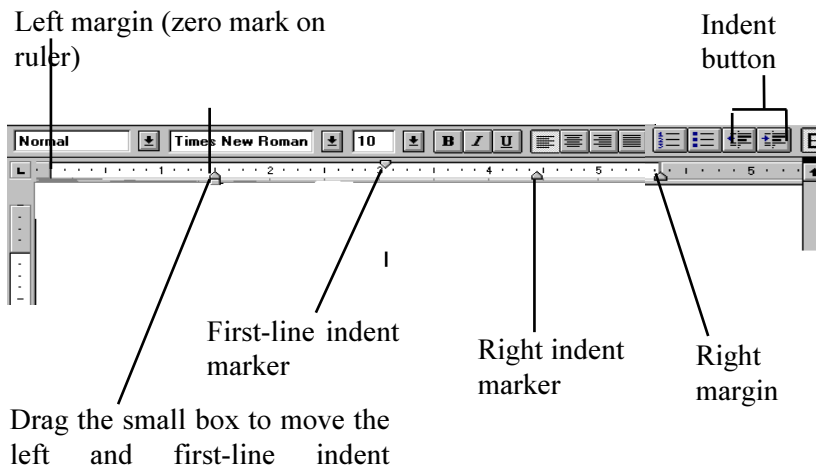 Left margin (zero mark on
ruler)
Indent
button
Normal Times New Roman 10 B I U
L 1 2 3 4 5 5
First-line indent
marker
Right indent
marker
Right
margin
Drag the small box to move the
left and first-line indent